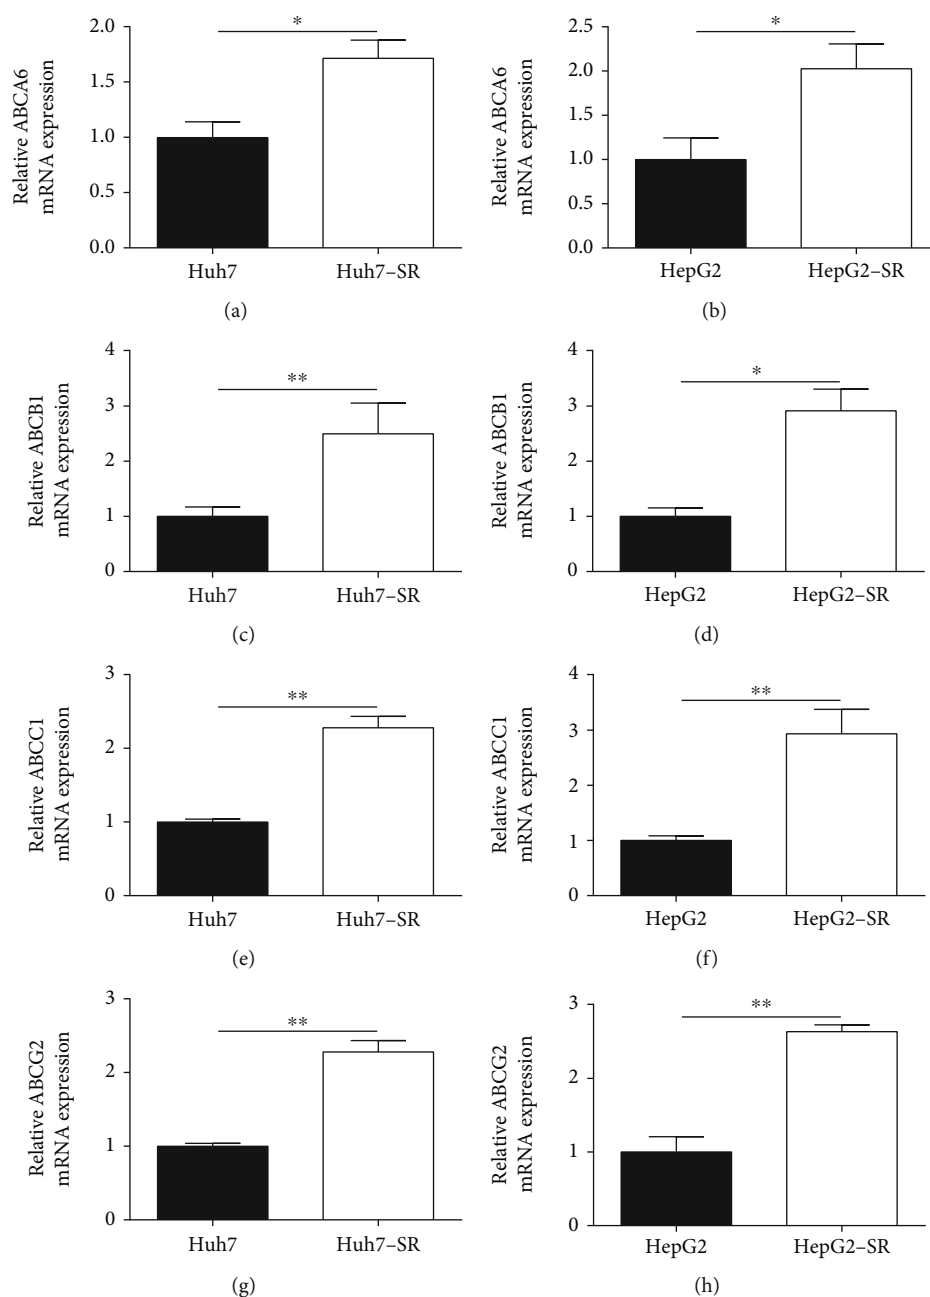 Relative ABCA6
mRNA expression
2.0
1.5
1.0
0.5
0.0
*
Huh7
Huh7–SR
(a)
Relative ABCA6
mRNA expression
2.5
2.0
1.5
1.0
0.5
0.0
*
HepG2
HepG2–SR
(b)
Relative ABCB1
mRNA expression
4
3
2
1
0
**
Huh7
Huh7–SR
(c)
Relative ABCB1
mRNA expression
4
3
2
1
0
*
HepG2
HepG2–SR
(d)
Relative ABCC1
mRNA expression
3
2
1
0
**
Huh7
Huh7–SR
(e)
Relative ABCC1
mRNA expression
4
3
2
1
0
**
HepG2
HepG2–SR
(f)
Relative ABCG2
mRNA expression
3
2
1
0
**
Huh7
Huh7–SR
(g)
Relative ABCG2
mRNA expression
3
2
1
0
**
HepG2
HepG2–SR
(h)